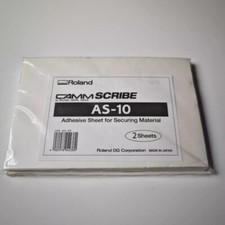 Roland
CAMM SCRIBE
AS-10
Adhesive Sheet for Securing Material
2 Sheets
Roland DG Corporation
MADE IN JAPAN